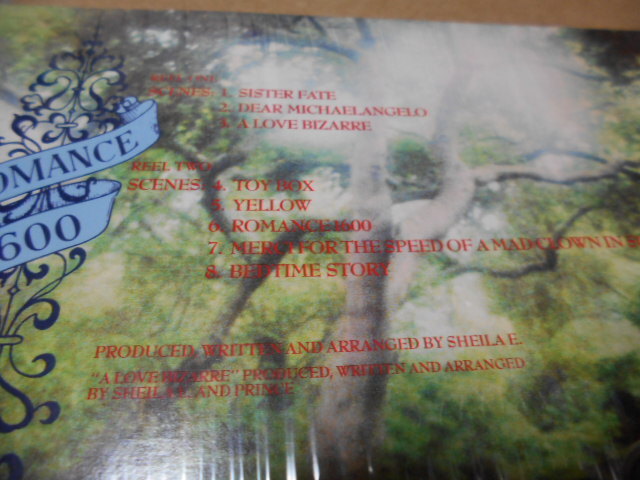 ROMANCE
1600
REEL ONE
SCENES: 1. SISTER FATE
2. DEAR MICHAELANGELO
3. A LOVE BIZARRE
REEL TWO
SCENES: 4. TOY BOX
5. YELLOW
6. ROMANCE 1600
7. MERCI FOR THE SPEED OF A MAD CLOWN IN
8. BEDTIME STORY
PRODUCED, WRITTEN AND ARRANGED BY SHEILA E.
"A LOVE BIZARRE" PRODUCED, WRITTEN AND ARRANGED
BY SHEILA E. AND PRINCE